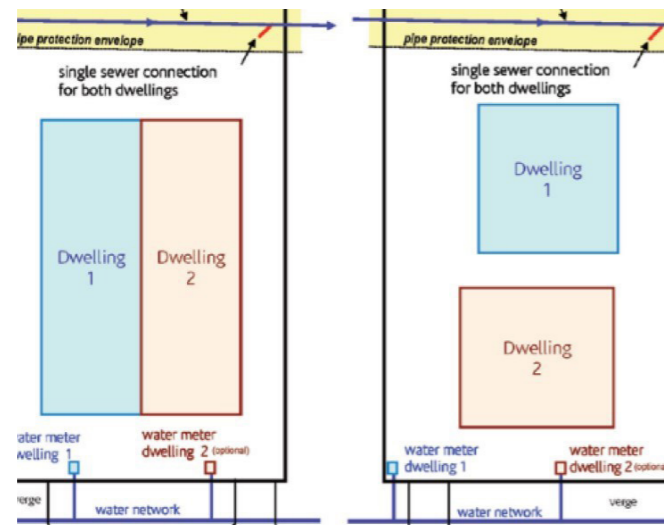 pipe protection envelope
single sewer connection
for both dwellings
Dwelling
1
Dwelling
2
water meter
dwelling 1
water meter
dwelling 2 (optional)
verge
water network
pipe protection envelope
single sewer connection
for both dwellings
Dwelling
1
Dwelling
2
water meter
dwelling 1
water meter
dwelling 2 (optional
water network
verge